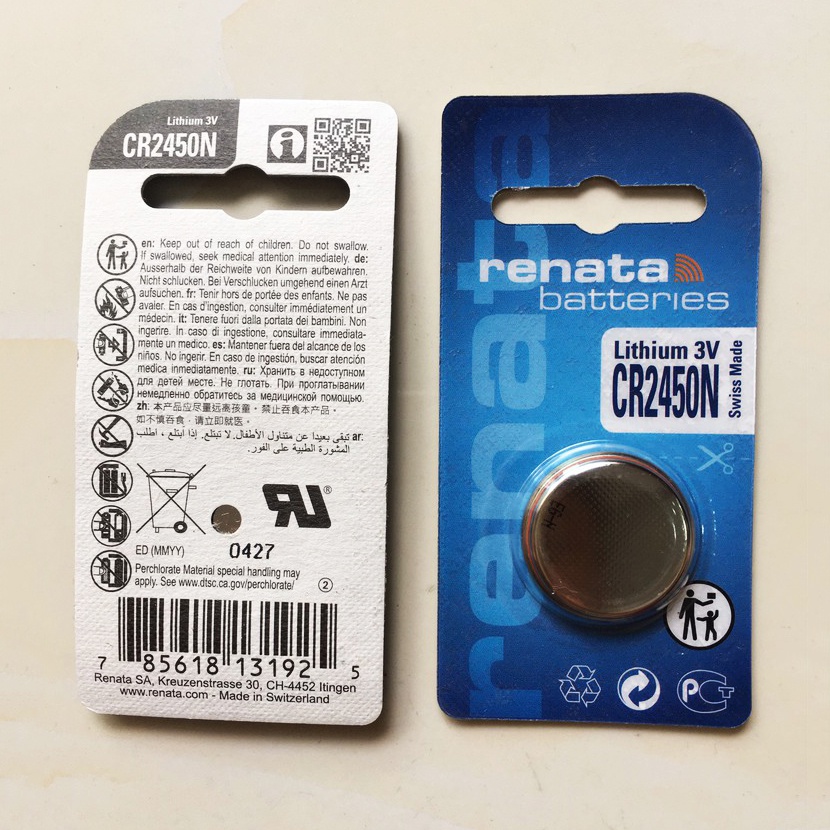 Lithium 3V
CR2450N
en: Keep out of reach of children. Do not swallow.
If swallowed, seek medical attention immediately. de:
Ausserhalb der Reichweite von Kindern aufbewahren.
Nicht schlucken. Bei Verschlucken umgehend einen Arzt
aufsuchen. fr: Tenir hors de portée des enfants. Ne pas
avaler. En cas d'ingestion, consulter immédiatement un
médecin. it: Tenere fuori dalla portata dei bambini. Non
ingerire. In caso di ingestione, consultare immediata-
mente un medico. es: Mantener fuera del alcance de los
niños. No ingerir. En caso de ingestión, buscar atención
medica inmediatamente. ru: Хранить в недоступном
для детей месте. Не глотать. При проглатывании
немедленно обратитесь за медицинской помощью.
zh: 本产品应尽量远离孩童，禁止吞食本产品，
如不慎吞食，请立即就医。
ar: تبقى بعيدا عن متناول الأطفال. لا تبتلع. إذا أبتلع ، اطلب
المشورة الطبية على الفور.
ED (MMYY) 0427
Perchlorate Material special handling may
apply. See www.dtsc.ca.gov/perchlorate/ 2
7 85618 13192 5
Renata SA, Kreuzenstrasse 30, CH-4452 Itingen
www.renata.com - Made in Switzerland
renata
renata
batteries
Lithium 3V
CR2450N
Swiss Made